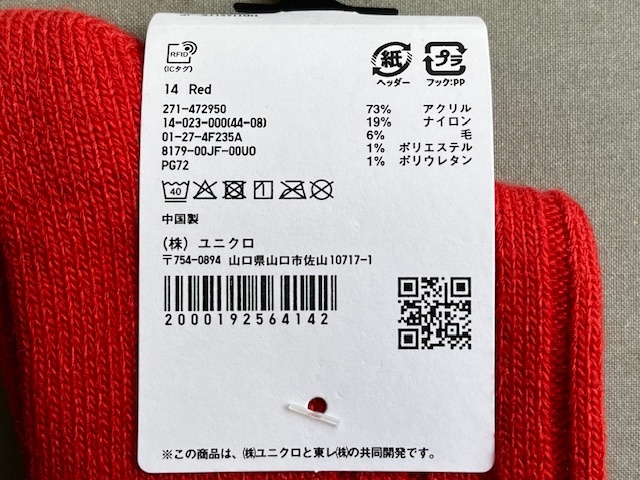 RFID
(ICタグ)
紙
ヘッダー
プラ
フック:PP
14 Red
271-472950
14-023-000(44-08)
01-27-4F235A
8179-00JF-00U0
PG72
73% アクリル
19% ナイロン
6% 毛
1% ポリエステル
1% ポリウレタン
40
中国製
(株) ユニクロ
〒754-0894 山口県山口市佐山10717-1
2000192564142
※この商品は、㈱ユニクロと東レ㈱の共同開発です。